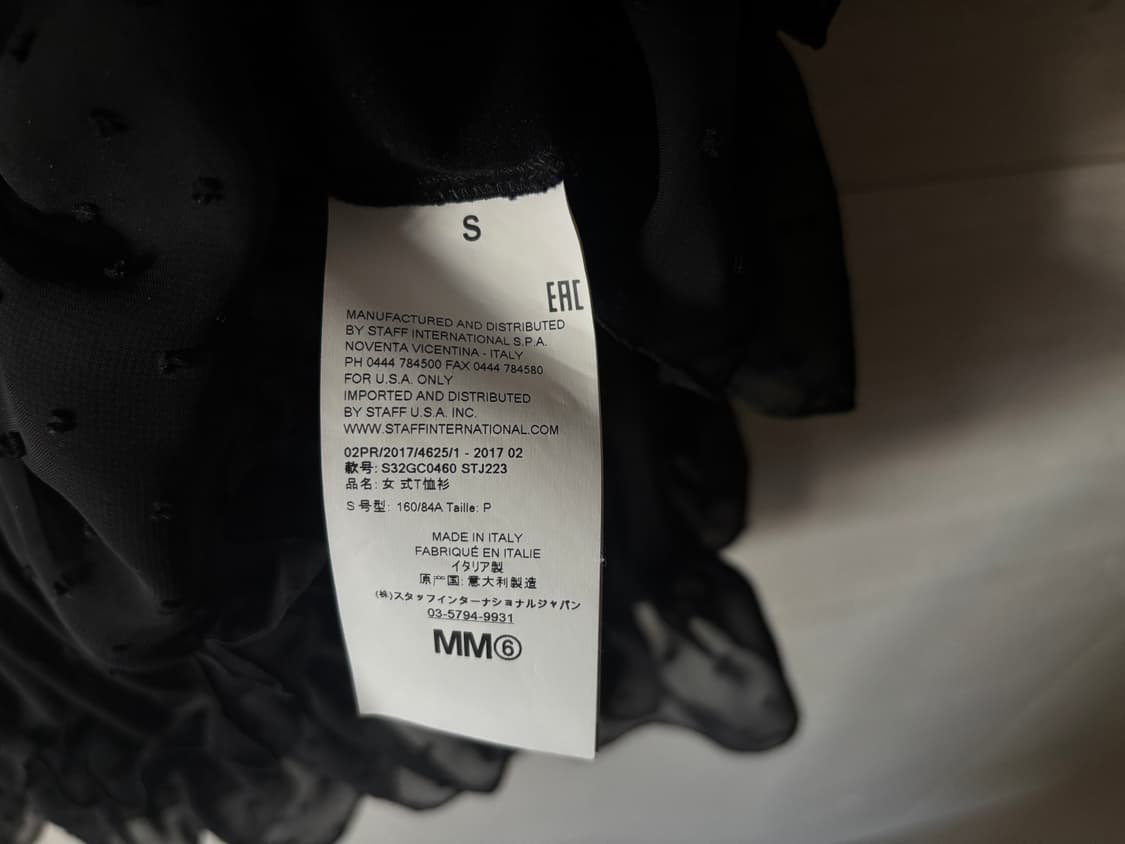 S
EAC
MANUFACTURED AND DISTRIBUTED
BY STAFF INTERNATIONAL S.P.A.
NOVENTA VICENTINA - ITALY
PH 0444 784500 FAX 0444 784580
FOR U.S.A. ONLY
IMPORTED AND DISTRIBUTED
BY STAFF U.S.A. INC.
WWW.STAFFINTERNATIONAL.COM
02PR/2017/4625/1 - 2017 02
款号: S32GC0460 STJ223
品名: 女 式T恤衫
S 号型: 160/84A Taille: P
MADE IN ITALY
FABRIQUÉ EN ITALIE
イタリア製
原产国: 意大利製造
(株)スタッフインターナショナルジャパン
03-5794-9931
MM⑥